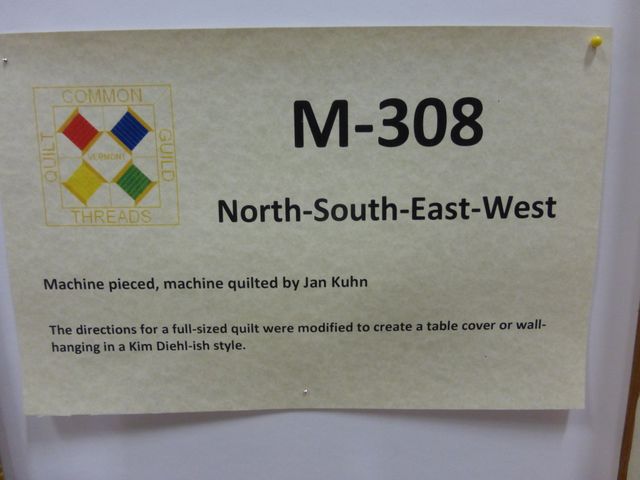 COMMON
QUILT
GUILD
VERMONT
THREADS
M-308
North-South-East-West
Machine pieced, machine quilted by Jan Kuhn
The directions for a full-sized quilt were modified to create a table cover or wall-
hanging in a Kim Diehl-ish style.